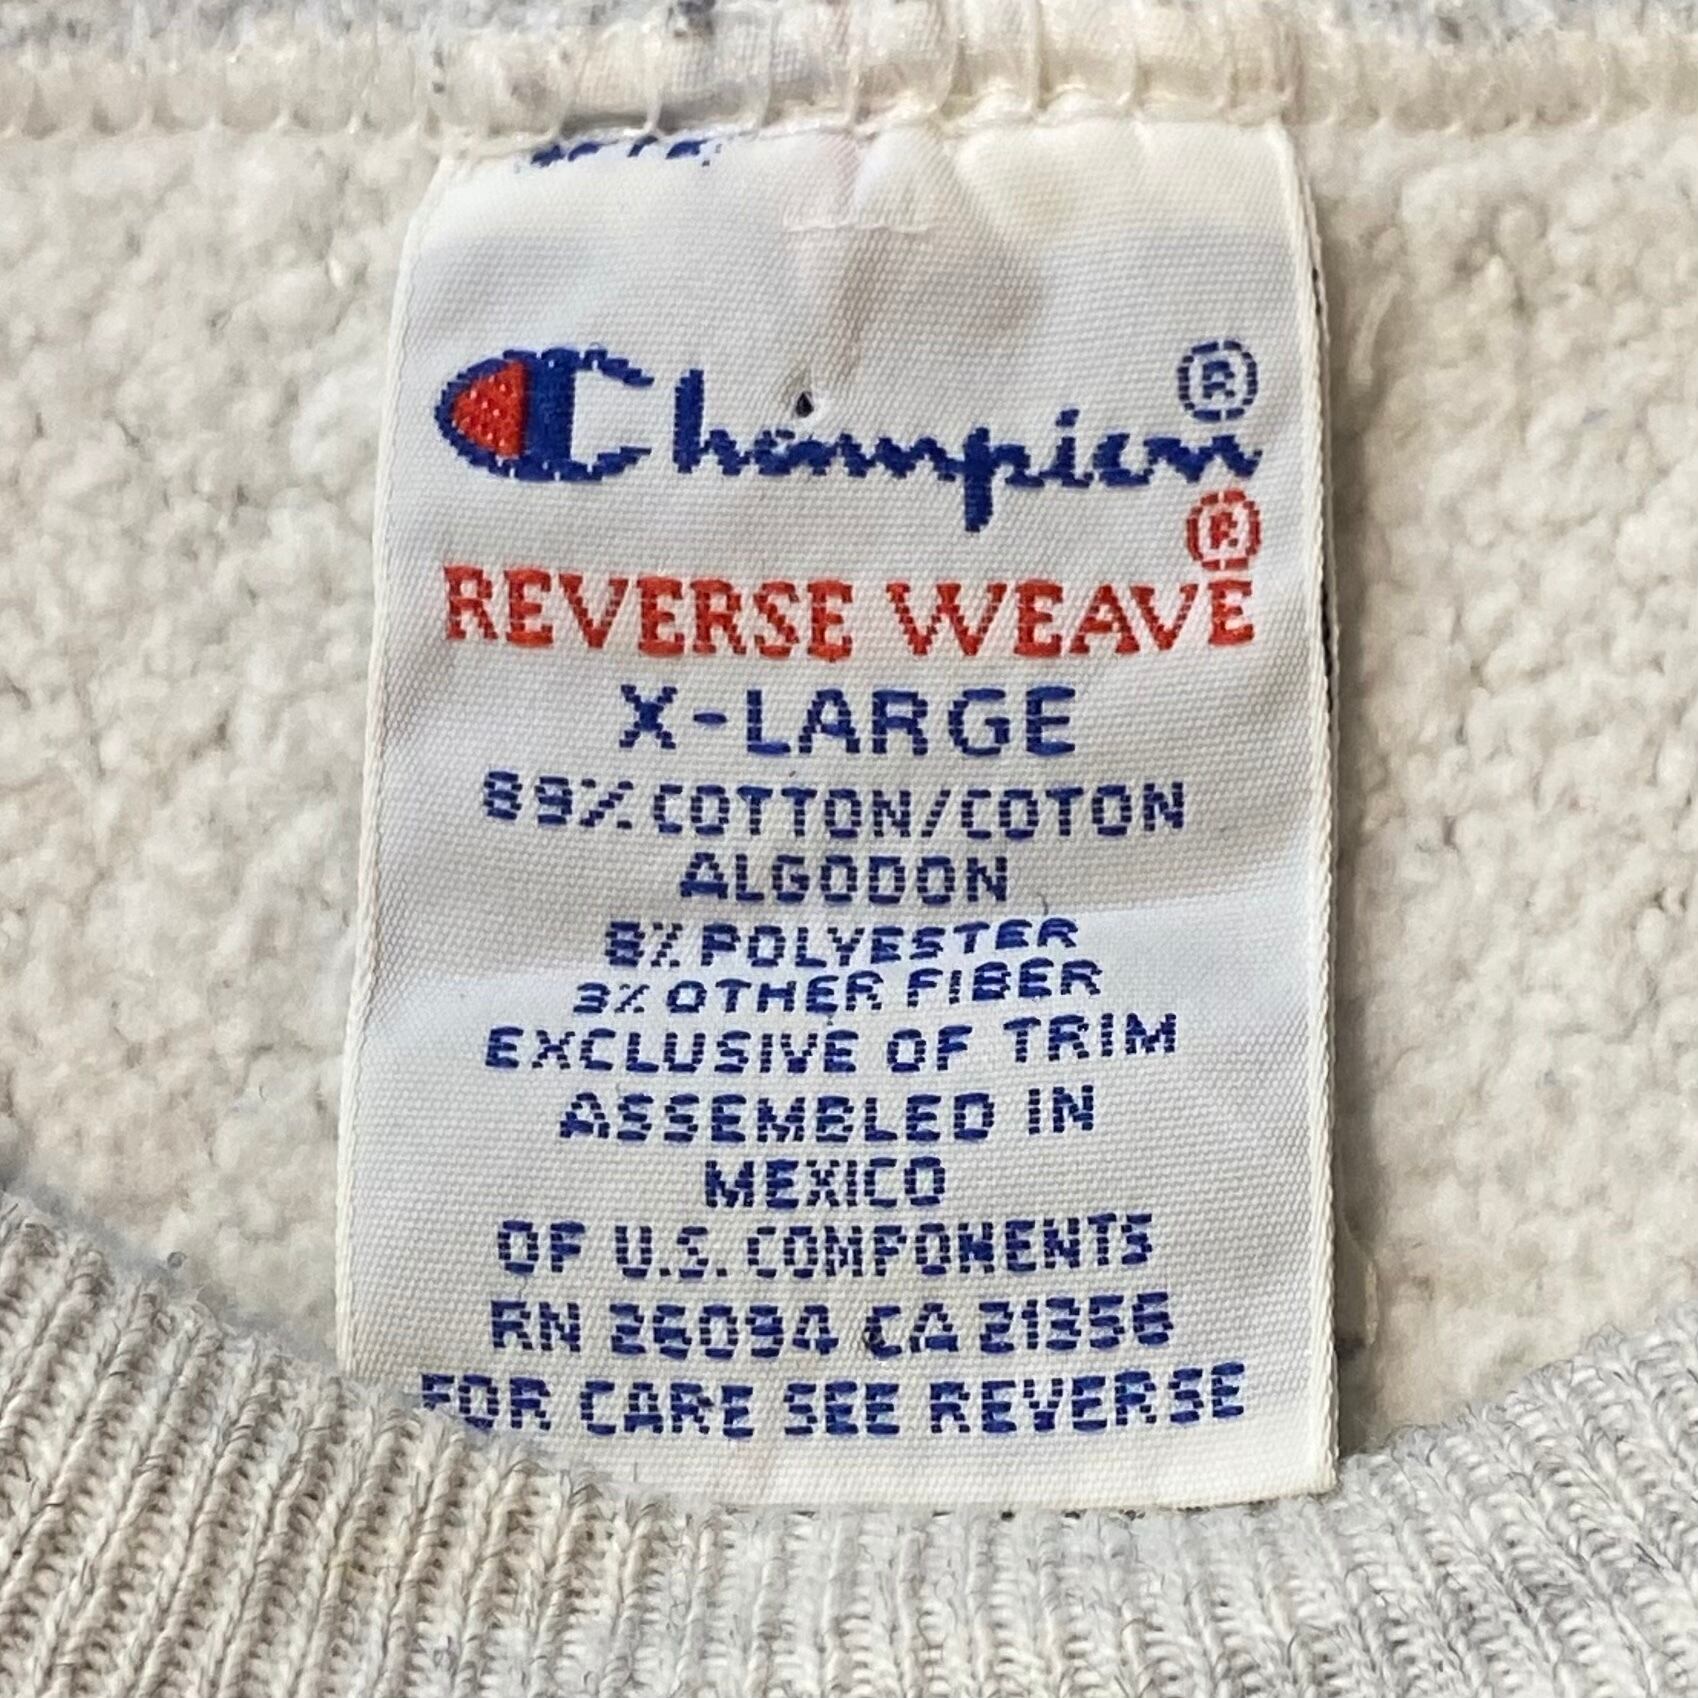 Champion ®
REVERSE WEAVE ®
X-LARGE
89% COTTON/COTON
ALGODON
8% POLYESTER
3% OTHER FIBER
EXCLUSIVE OF TRIM
ASSEMBLED IN
MEXICO
OF U.S. COMPONENTS
RN 26094 CA 21356
FOR CARE SEE REVERSE